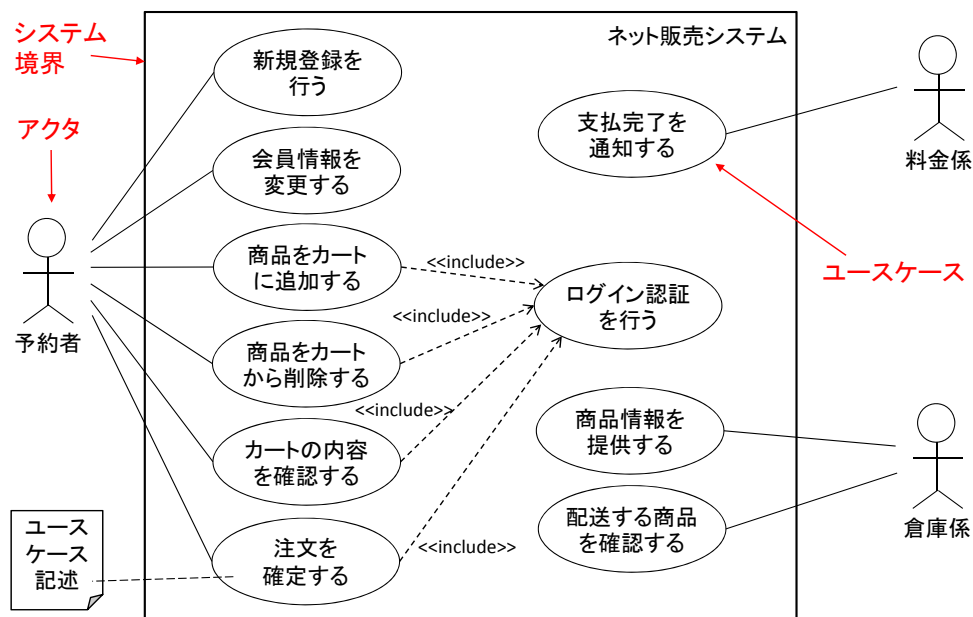 システム
境界
ネット販売システム
新規登録を
行う
支払完了を
通知する
料金係
アクタ
会員情報を
変更する
商品をカート
に追加する
<<include>>
ユースケース
ログイン認証
を行う
予約者
<<include>>
商品をカート
から削除する
<<include>>
商品情報を
提供する
カートの内容
を確認する
配送する商品
を確認する
倉庫係
ユース
ケース
記述
注文を
確定する
<<include>>